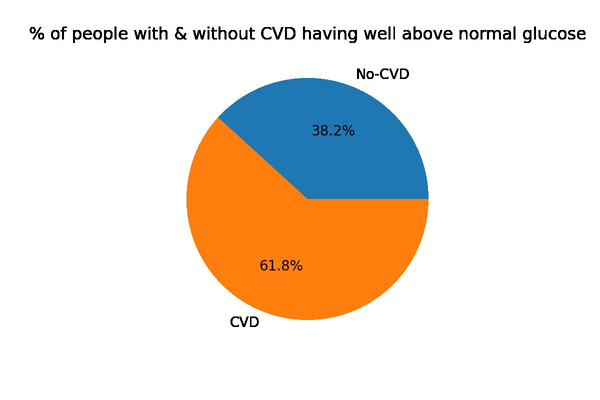 % of people with & without CVD having well above normal glucose
No-CVD
38.2%
61.8%
CVD